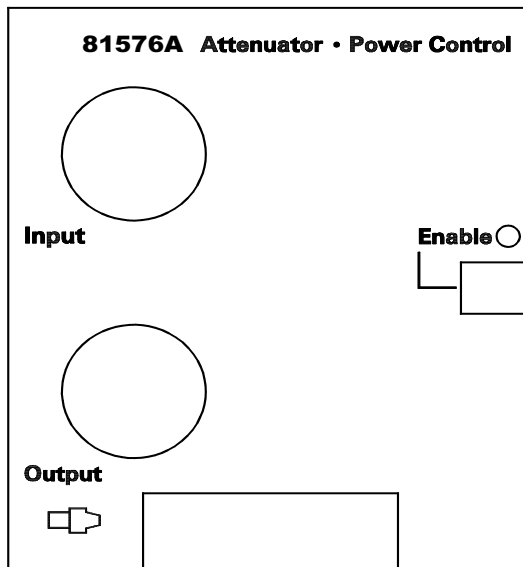 81576A Attenuator • Power Control
Input
Enable
Output